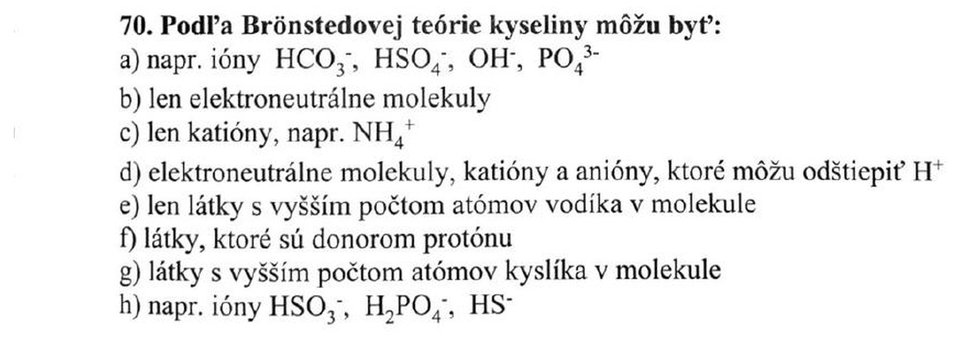 70. Podľa Brönstedovej teórie kyseliny môžu byť:
a) napr. ióny HCO₃⁻, HSO₄⁻, OH⁻, PO₄³⁻
b) len elektroneutrálne molekuly
c) len katióny, napr. NH₄⁺
d) elektroneutrálne molekuly, katióny a anióny, ktoré môžu odštiepiť H⁺
e) len látky s vyšším počtom atómov vodíka v molekule
f) látky, ktoré sú donorom protónu
g) látky s vyšším počtom atómov kyslíka v molekule
h) napr. ióny HSO₃⁻, H₂PO₄⁻, HS⁻